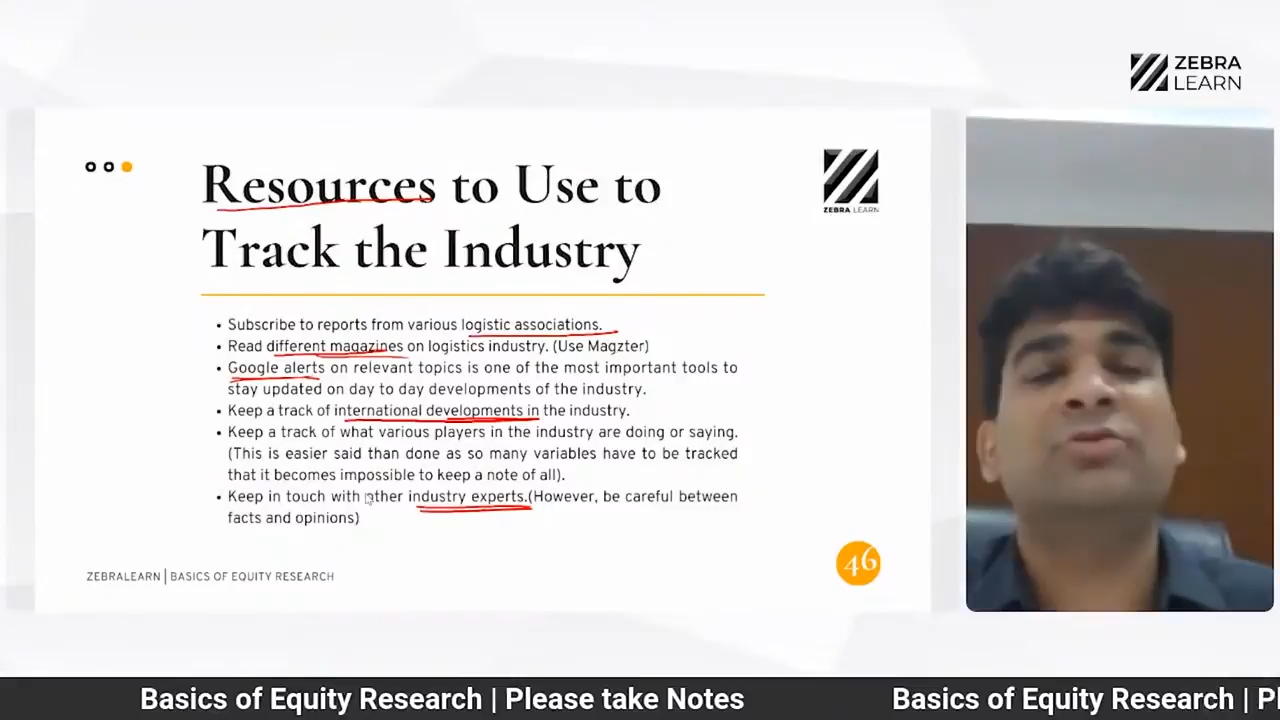 ZEBRA
LEARN
Resources to Use to
Track the Industry
ZEBRA LEARN
• Subscribe to reports from various logistic associations.
• Read different magazines on logistics industry. (Use Magzter)
• Google alerts on relevant topics is one of the most important tools to
stay updated on day to day developments of the industry.
• Keep a track of international developments in the industry.
• Keep a track of what various players in the industry are doing or saying.
(This is easier said than done as so many variables have to be tracked
that it becomes impossible to keep a note of all).
• Keep in touch with other industry experts.(However, be careful between
facts and opinions)
ZEBRALEARN | BASICS OF EQUITY RESEARCH
46
Basics of Equity Research | Please take Notes
Basics of Equity Research | Pl